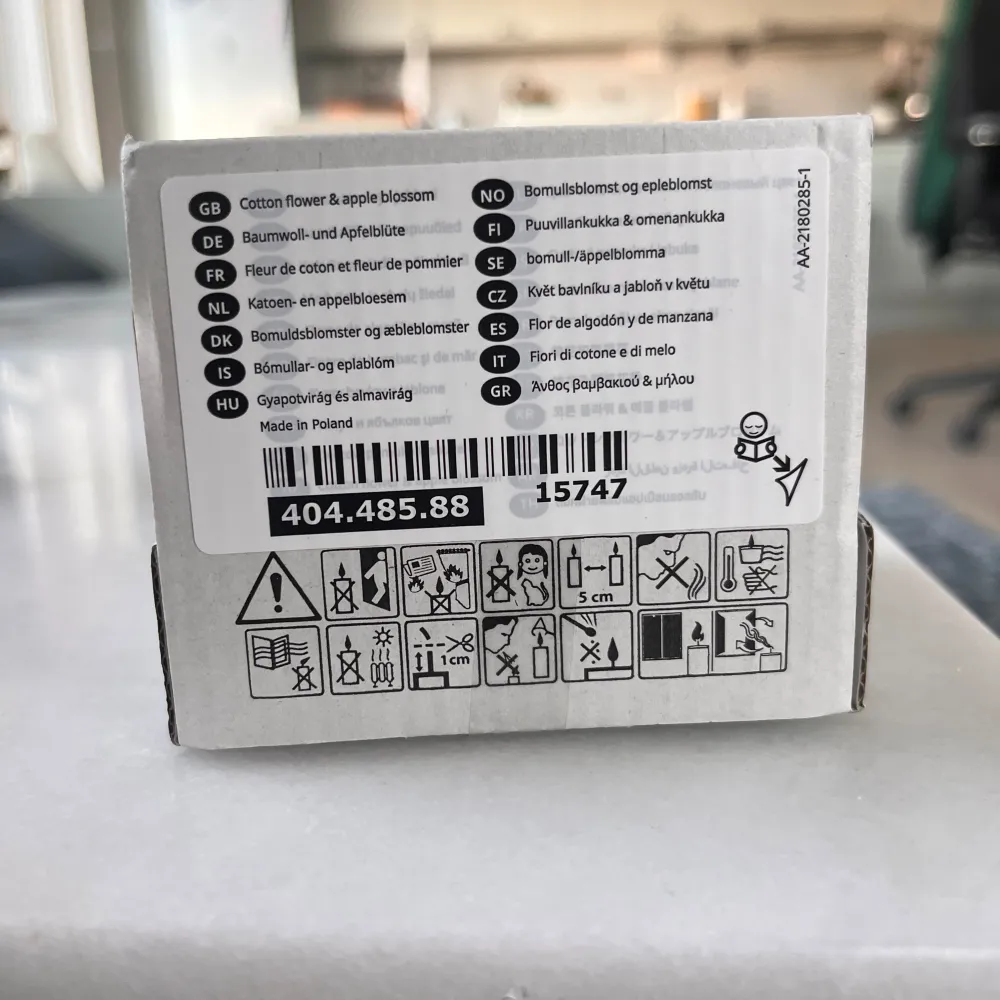 GB Cotton flower & apple blossom
DE Baumwoll- und Apfelblüte
FR Fleur de coton et fleur de pommier
NL Katoen- en appelbloesem
DK Bomuldsblomster og æbleblomster
IS Bómullar- og eplablóm
HU Gyapotvirág és almavirág
Made in Poland
NO Bomullsblomst og epleblomst
FI Puuvillankukka & omenankukka
SE bomull-/äppelblomma
CZ Květ bavlníku a jabloň v květu
ES Flor de algodón y de manzana
IT Fiori di cotone e di melo
GR Άνθος βαμβακιού & μήλου
AA-2180285-1
404.485.88
15747
5 cm
1cm